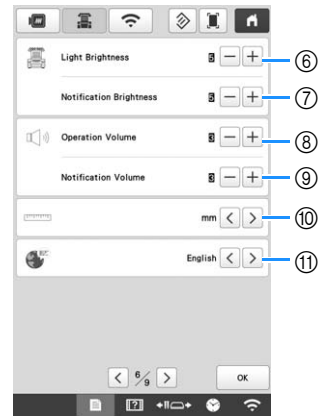 Light Brightness 5 − + ⑥
Notification Brightness 5 − + ⑦
Operation Volume 3 − + ⑧
Notification Volume 3 − + ⑨
mm < > ⑩
English < > ⑪
< 6/9 > OK